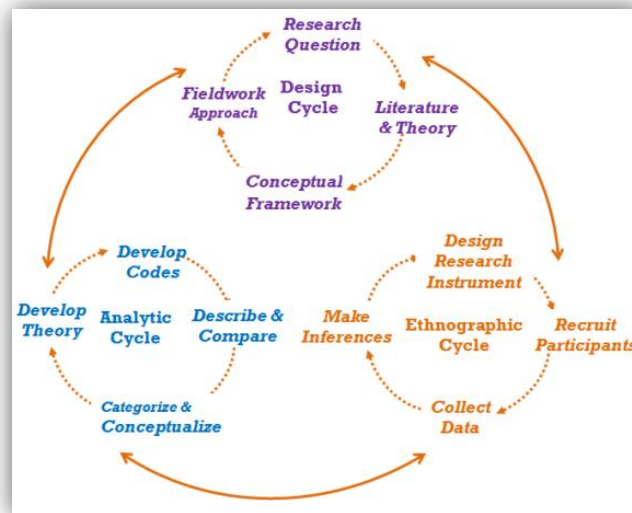 Research
Question
Design
Cycle
Fieldwork
Approach
Literature
& Theory
Conceptual
Framework
Develop
Codes
Develop
Theory
Analytic
Cycle
Describe &
Compare
Categorize &
Conceptualize
Design
Research
Instrument
Make
Inferences
Ethnographic
Cycle
Recruit
Participants
Collect
Data